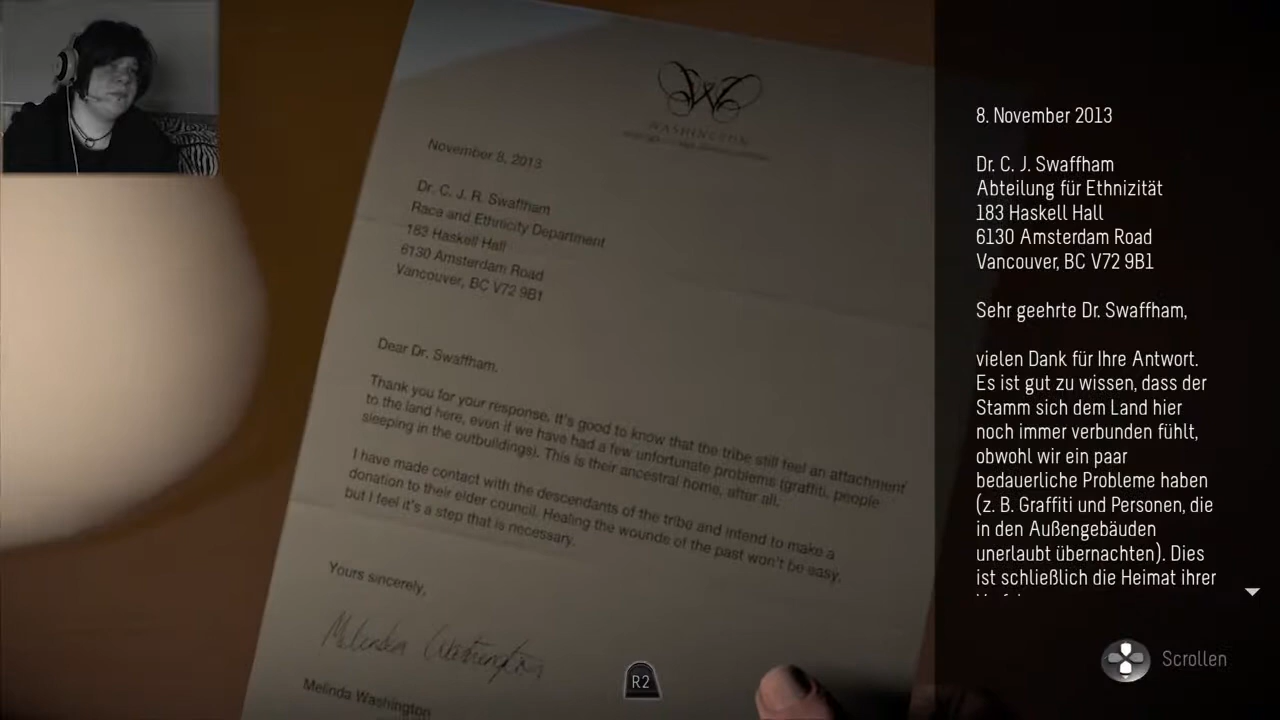 W
WASHINGTON
November 8, 2013
Dr. C. J. R. Swaffham
Race and Ethnicity Department
183 Haskell Hall
6130 Amsterdam Road
Vancouver, BC V72 9B1
Dear Dr. Swaffham,
Thank you for your response. It's good to know that the tribe still feel an attachment
to the land here, even if we have had a few unfortunate problems (graffiti, people
sleeping in the outbuildings). This is their ancestral home, after all.
I have made contact with the descendants of the tribe and intend to make a
donation to their elder council. Healing the wounds of the past won't be easy,
but I feel it's a step that is necessary.
Yours sincerely,
Melinda Washington
Melinda Washington
R2
8. November 2013
Dr. C. J. Swaffham
Abteilung für Ethnizität
183 Haskell Hall
6130 Amsterdam Road
Vancouver, BC V72 9B1
Sehr geehrte Dr. Swaffham,
vielen Dank für Ihre Antwort.
Es ist gut zu wissen, dass der
Stamm sich dem Land hier
noch immer verbunden fühlt,
obwohl wir ein paar
bedauerliche Probleme haben
(z. B. Graffiti und Personen, die
in den Außengebäuden
unerlaubt übernachten). Dies
ist schließlich die Heimat ihrer
Scrollen